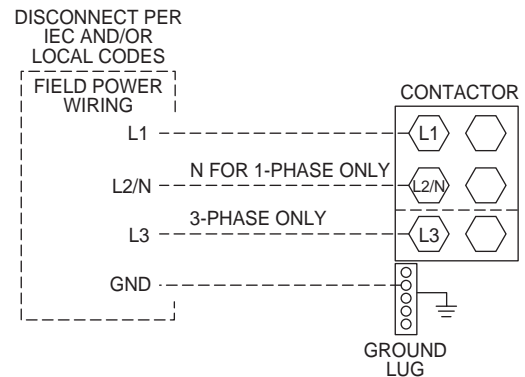 DISCONNECT PER
IEC AND/OR
LOCAL CODES
FIELD POWER
WIRING
CONTACTOR
L1
L1
N FOR 1-PHASE ONLY
L2/N
L2/N
3-PHASE ONLY
L3
L3
GND
GROUND
LUG